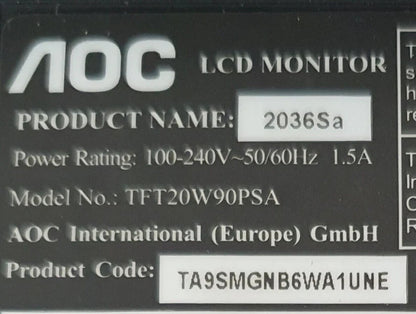 AOC LCD MONITOR
PRODUCT NAME: 2036Sa
Power Rating: 100-240V~50/60Hz 1.5A
Model No.: TFT20W90PSA
AOC International (Europe) GmbH
Product Code: TA9SMGNB6WA1UNE